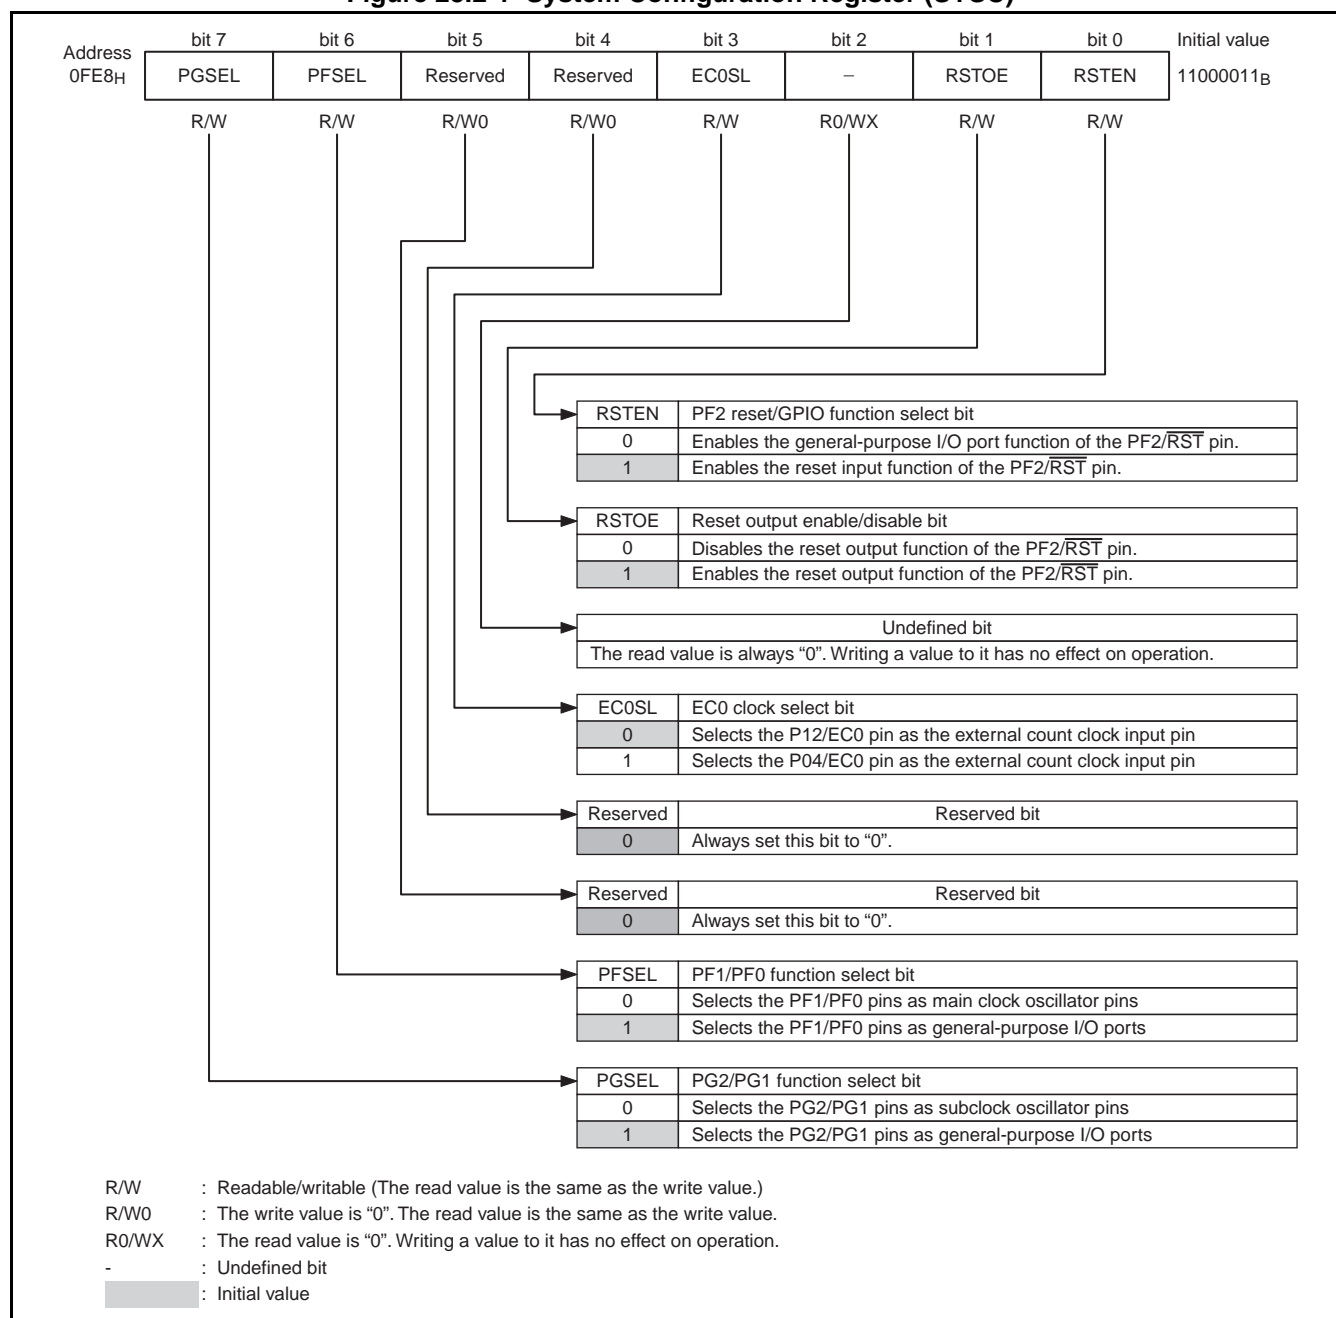 bit 7 bit 6 bit 5 bit 4 bit 3 bit 2 bit 1 bit 0 Initial value
Address
0FE8H PGSEL PFSEL Reserved Reserved EC0SL – RSTOE RSTEN 11000011B
R/W R/W R/W0 R/W0 R/W R0/WX R/W R/W
RSTEN PF2 reset/GPIO function select bit
0 Enables the general-purpose I/O port function of the PF2/RST pin.
1 Enables the reset input function of the PF2/RST pin.
RSTOE Reset output enable/disable bit
0 Disables the reset output function of the PF2/RST pin.
1 Enables the reset output function of the PF2/RST pin.
Undefined bit
The read value is always “0”. Writing a value to it has no effect on operation.
EC0SL EC0 clock select bit
0 Selects the P12/EC0 pin as the external count clock input pin
1 Selects the P04/EC0 pin as the external count clock input pin
Reserved Reserved bit
0 Always set this bit to “0”.
Reserved Reserved bit
0 Always set this bit to “0”.
PFSEL PF1/PF0 function select bit
0 Selects the PF1/PF0 pins as main clock oscillator pins
1 Selects the PF1/PF0 pins as general-purpose I/O ports
PGSEL PG2/PG1 function select bit
0 Selects the PG2/PG1 pins as subclock oscillator pins
1 Selects the PG2/PG1 pins as general-purpose I/O ports
R/W : Readable/writable (The read value is the same as the write value.)
R/W0 : The write value is “0”. The read value is the same as the write value.
R0/WX : The read value is “0”. Writing a value to it has no effect on operation.
- : Undefined bit
: Initial value